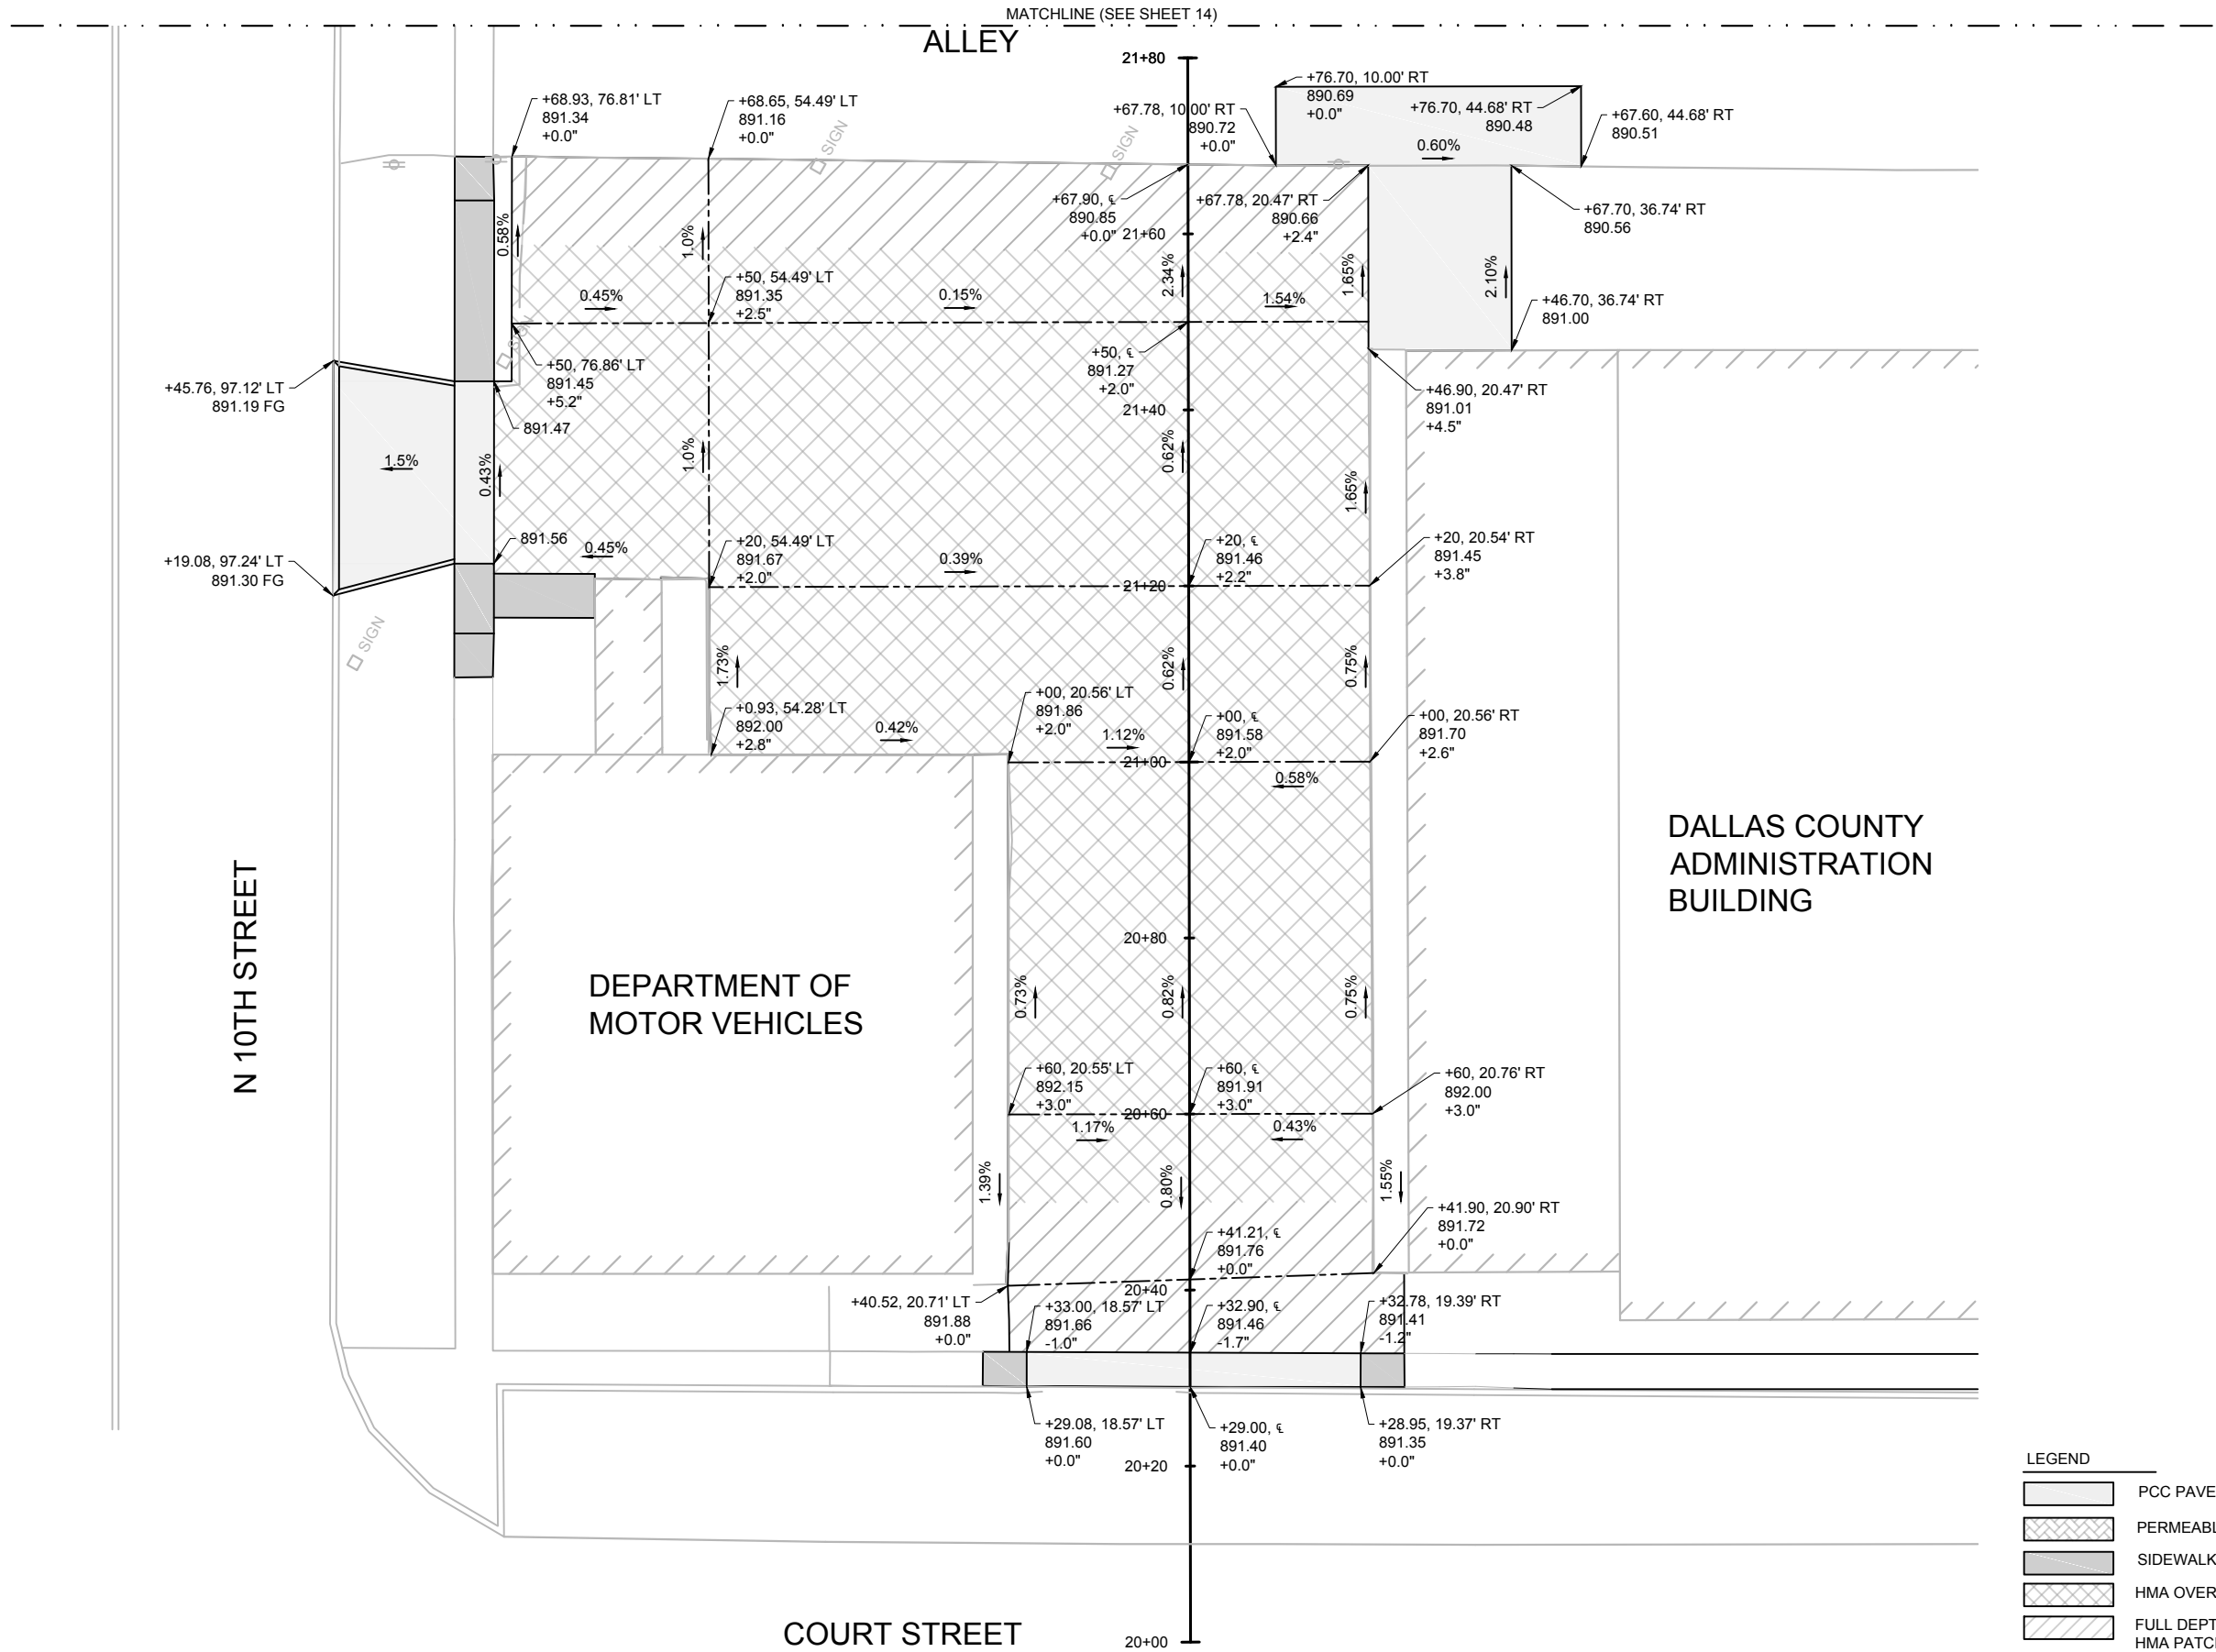 MATCHLINE (SEE SHEET 14)
ALLEY
21+80
+76.70, 10.00' RT
890.69
+0.0"
+68.93, 76.81' LT
891.34
+0.0"
+68.65, 54.49' LT
891.16
+0.0"
+67.78, 10.00' RT
890.72
+0.0"
+76.70, 44.68' RT
890.48
+67.60, 44.68' RT
890.51
SIGN
SIGN
0.60%
+67.90, ℄
890.85
+0.0"
+67.78, 20.47' RT
890.66
+2.4"
+67.70, 36.74' RT
890.56
21+60
0.58%
1.0%
2.34%
1.65%
2.10%
+50, 54.49' LT
891.35
+2.5"
0.45%
0.15%
1.54%
+46.70, 36.74' RT
891.00
SIGN
+50, 76.86' LT
891.45
+5.2"
+50, ℄
891.27
+2.0"
+45.76, 97.12' LT
891.19 FG
+46.90, 20.47' RT
891.01
+4.5"
21+40
891.47
1.5%
0.43%
1.0%
0.62%
1.65%
891.56
0.45%
+20, 54.49' LT
891.67
+2.0"
0.39%
+20, ℄
891.46
+2.2"
+20, 20.54' RT
891.45
+3.8"
+19.08, 97.24' LT
891.30 FG
21+20
SIGN
1.73%
0.62%
0.75%
+0.93, 54.28' LT
892.00
+2.8"
0.42%
+00, 20.56' LT
891.86
+2.0"
1.12%
+00, ℄
891.58
+2.0"
+00, 20.56' RT
891.70
+2.6"
21+00
0.58%
DALLAS COUNTY
ADMINISTRATION
BUILDING
N 10TH STREET
20+80
DEPARTMENT OF
MOTOR VEHICLES
0.73%
0.82%
0.75%
+60, 20.55' LT
892.15
+3.0"
+60, ℄
891.91
+3.0"
+60, 20.76' RT
892.00
+3.0"
20+60
1.17%
0.43%
1.39%
0.80%
1.55%
+41.21, ℄
891.76
+0.0"
+41.90, 20.90' RT
891.72
+0.0"
20+40
+40.52, 20.71' LT
891.88
+0.0"
+33.00, 18.57' LT
891.66
-1.0"
+32.90, ℄
891.46
-1.7"
+32.78, 19.39' RT
891.41
-1.2"
+29.08, 18.57' LT
891.60
+0.0"
+29.00, ℄
891.40
+0.0"
+28.95, 19.37' RT
891.35
+0.0"
20+20
COURT STREET
20+00
LEGEND
PCC PAVE
PERMEABL
SIDEWALK
HMA OVER
FULL DEPT
HMA PATC